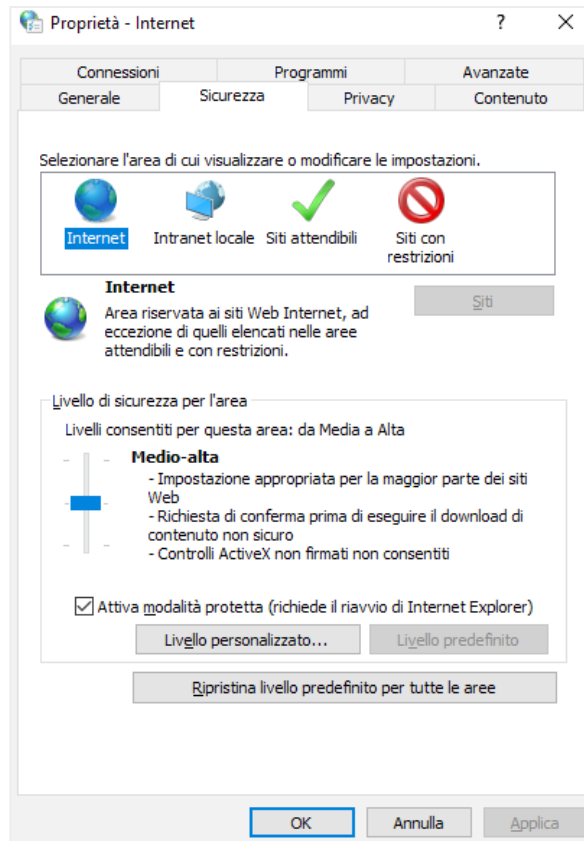 Proprietà - Internet ?
Connessioni Programmi Avanzate
Generale Sicurezza Privacy Contenuto
Selezionare l'area di cui visualizzare o modificare le impostazioni.
Internet Intranet locale Siti attendibili Siti con
restrizioni
Internet
Area riservata ai siti Web Internet, ad
eccezione di quelli elencati nelle aree
attendibili e con restrizioni.
Siti
Livello di sicurezza per l'area
Livelli consentiti per questa area: da Media a Alta
Medio-alta
- Impostazione appropriata per la maggior parte dei siti
Web
- Richiesta di conferma prima di eseguire il download di
contenuto non sicuro
- Controlli ActiveX non firmati non consentiti
Attiva modalità protetta (richiede il riavvio di Internet Explorer)
Livello personalizzato... Livello predefinito
Ripristina livello predefinito per tutte le aree
OK Annulla Applica